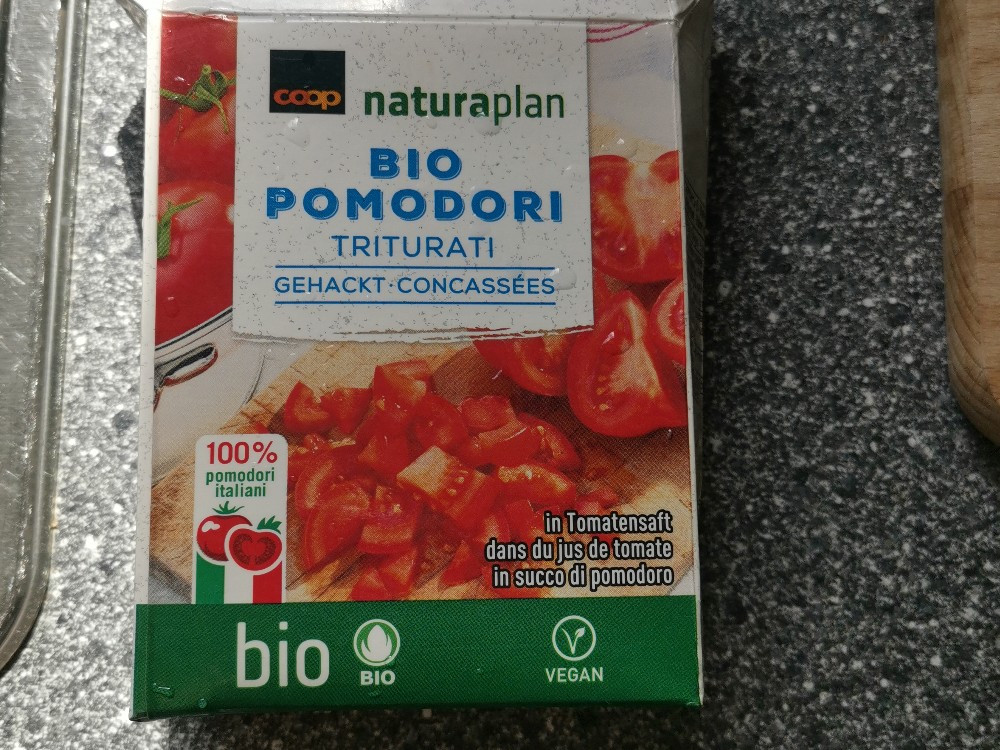 coop naturaplan
BIO
POMODORI
TRITURATI
GEHACKT · CONCASSÉES
100%
pomodori
italiani
in Tomatensaft
dans du jus de tomate
in succo di pomodoro
bio BIO
VEGAN